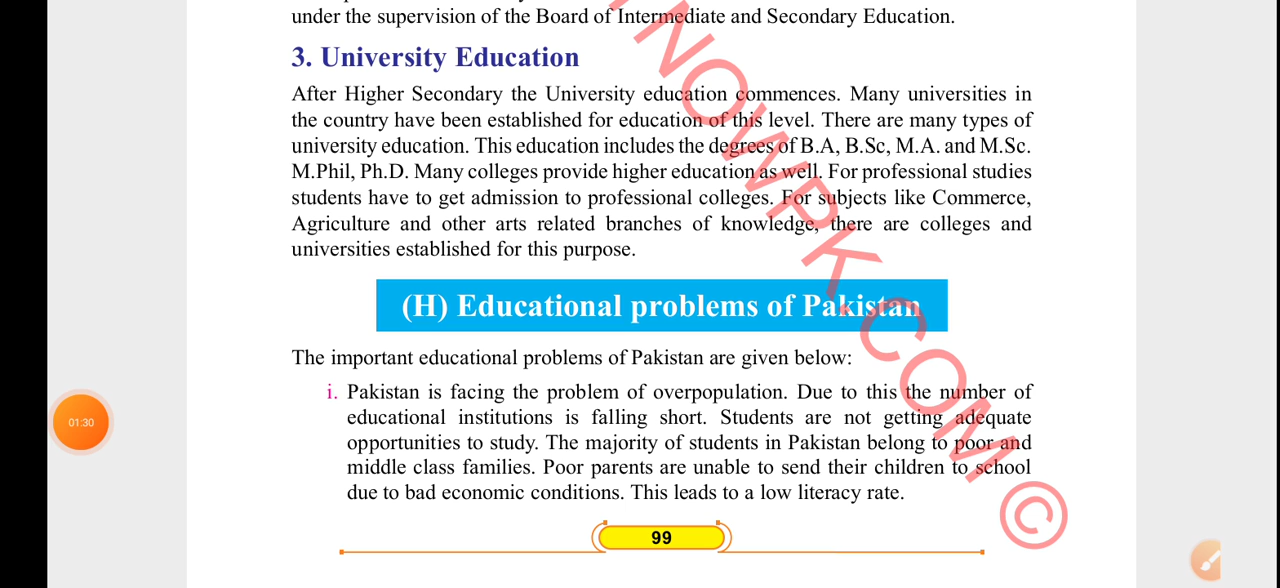 under the supervision of the Board of Intermediate and Secondary Education.
3. University Education
After Higher Secondary the University education commences. Many universities in
the country have been established for education of this level. There are many types of
university education. This education includes the degrees of B.A, B.Sc, M.A. and M.Sc.
M.Phil, Ph.D. Many colleges provide higher education as well. For professional studies
students have to get admission to professional colleges. For subjects like Commerce,
Agriculture and other arts related branches of knowledge, there are colleges and
universities established for this purpose.
(H) Educational problems of Pakistan
The important educational problems of Pakistan are given below:
i. Pakistan is facing the problem of overpopulation. Due to this the number of
educational institutions is falling short. Students are not getting adequate
opportunities to study. The majority of students in Pakistan belong to poor and
middle class families. Poor parents are unable to send their children to school
due to bad economic conditions. This leads to a low literacy rate.
99
01:30
NOWPK.COM ©